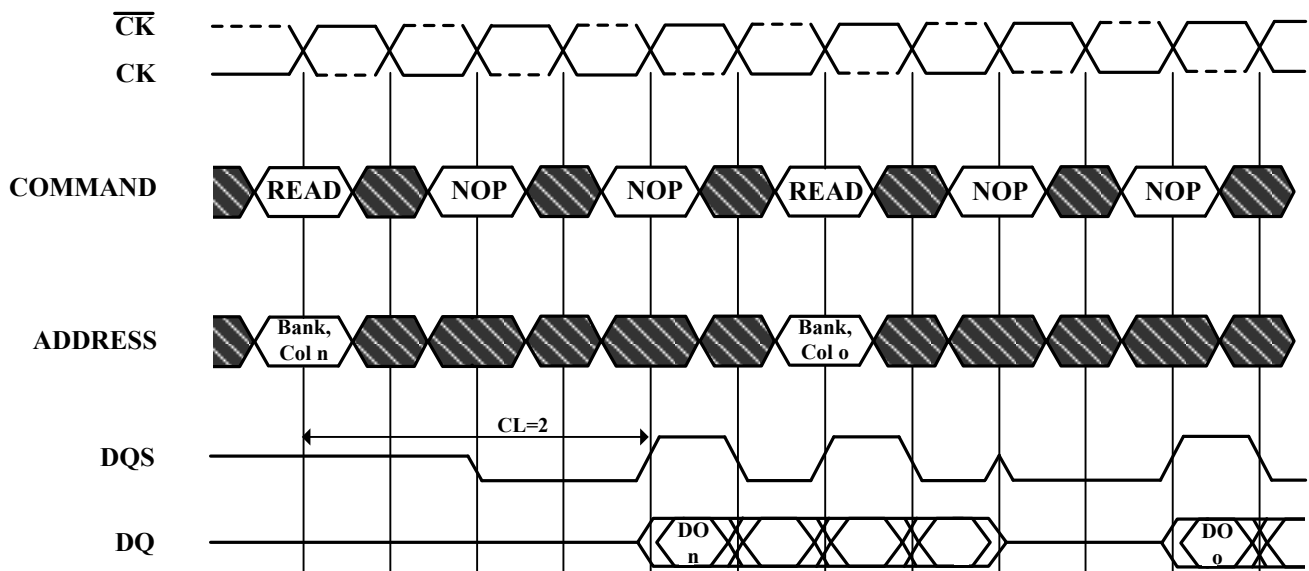 CK
CK
COMMAND
READ NOP NOP READ NOP NOP
ADDRESS
Bank,
Col n
Bank,
Col o
CL=2
DQS
DQ
DO
n
DO
o